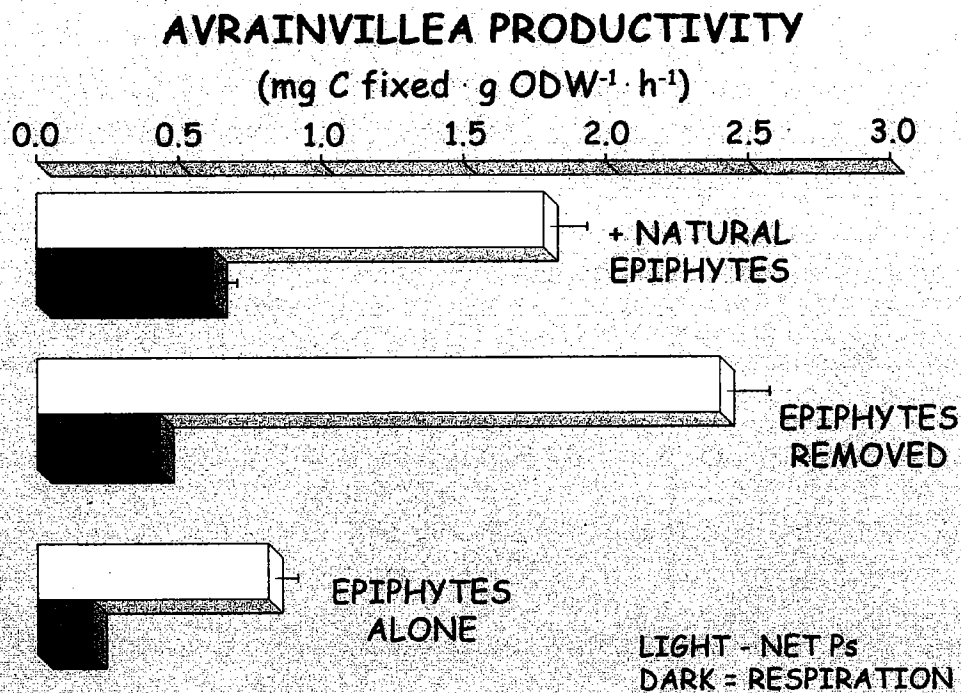 AVRAINVILLEA PRODUCTIVITY
(mg C fixed · g ODW⁻¹ · h⁻¹)
0.0 0.5 1.0 1.5 2.0 2.5 3.0
+ NATURAL
EPIPHYTES
EPIPHYTES
REMOVED
EPIPHYTES
ALONE
LIGHT - NET Ps
DARK = RESPIRATION